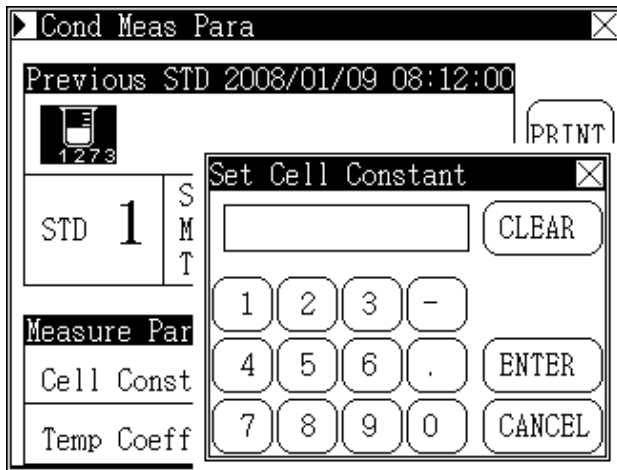 Cond Meas Para
Previous STD 2008/01/09 08:12:00
1273
PRINT
STD 1
S
M
T
Set Cell Constant
CLEAR
1 2 3 -
4 5 6 . ENTER
7 8 9 0 CANCEL
Measure Par
Cell Const
Temp Coeff